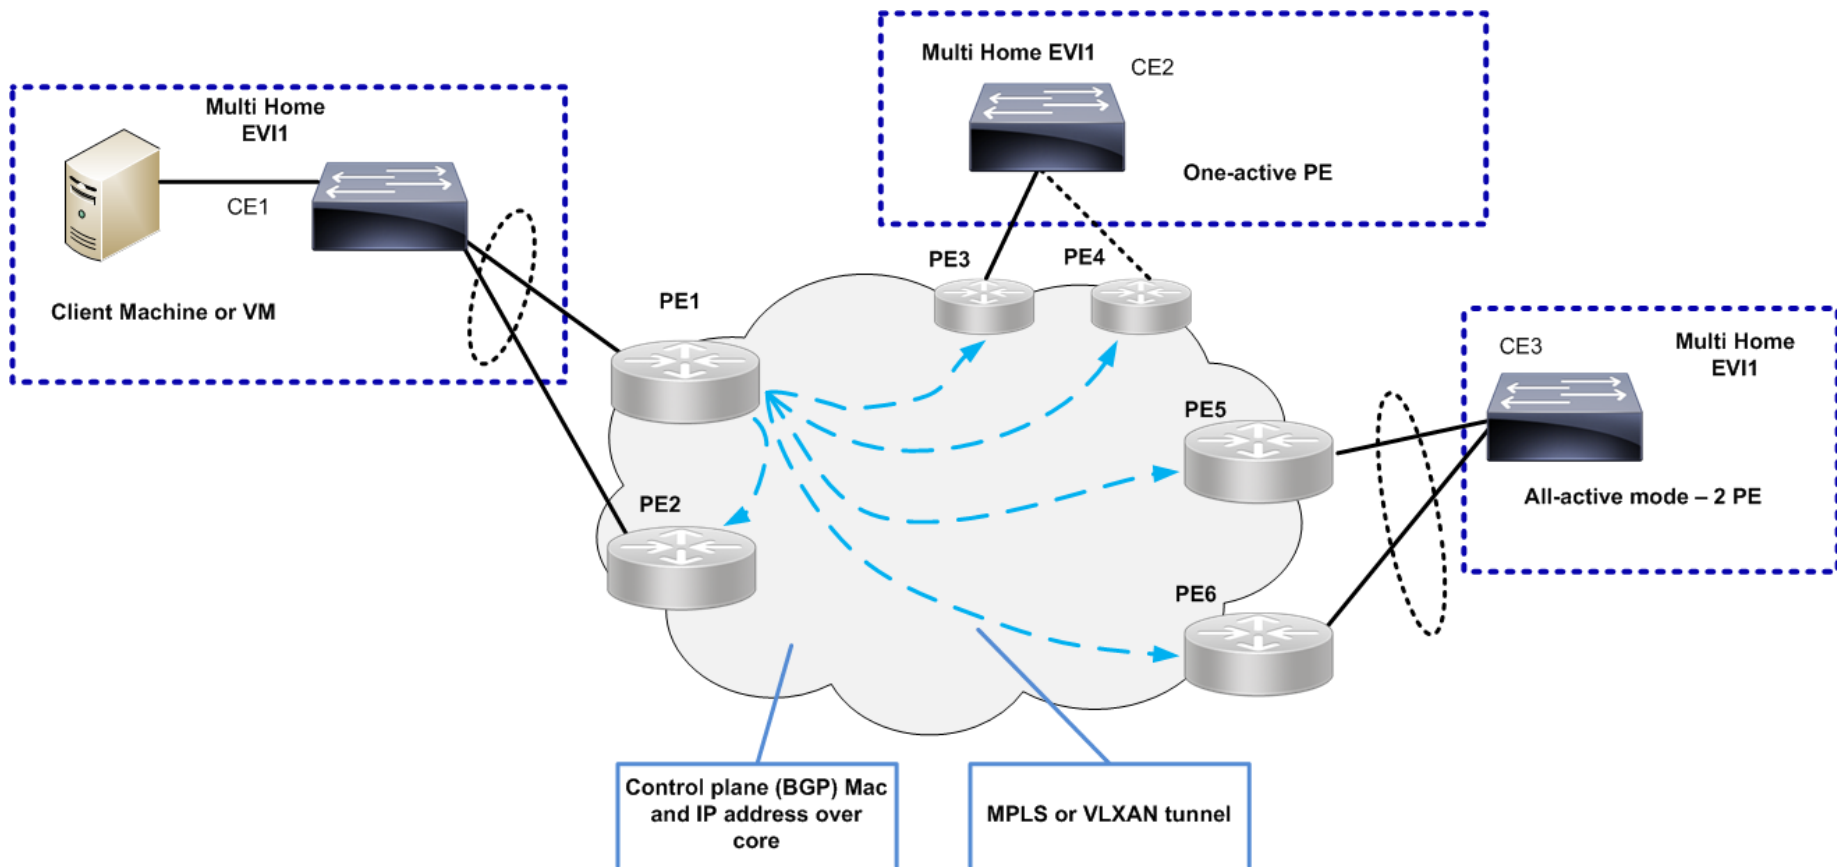 Multi Home EVI1
CE2
One-active PE
Multi Home
EVI1
CE1
Client Machine or VM
PE3
PE4
PE1
PE2
CE3
Multi Home
EVI1
All-active mode – 2 PE
PE5
PE6
Control plane (BGP) Mac
and IP address over
core
MPLS or VLXAN tunnel